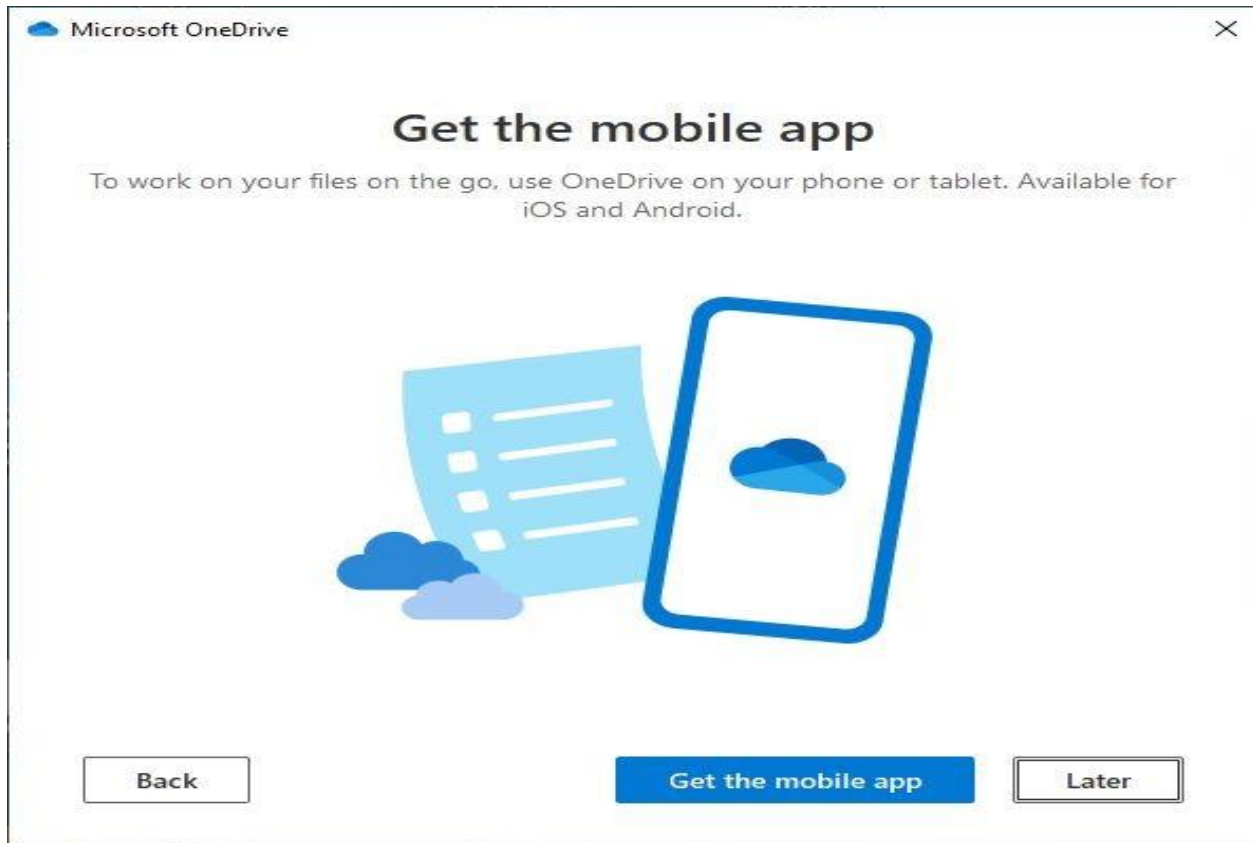 Microsoft OneDrive
Get the mobile app
To work on your files on the go, use OneDrive on your phone or tablet. Available for
iOS and Android.
Back
Get the mobile app
Later